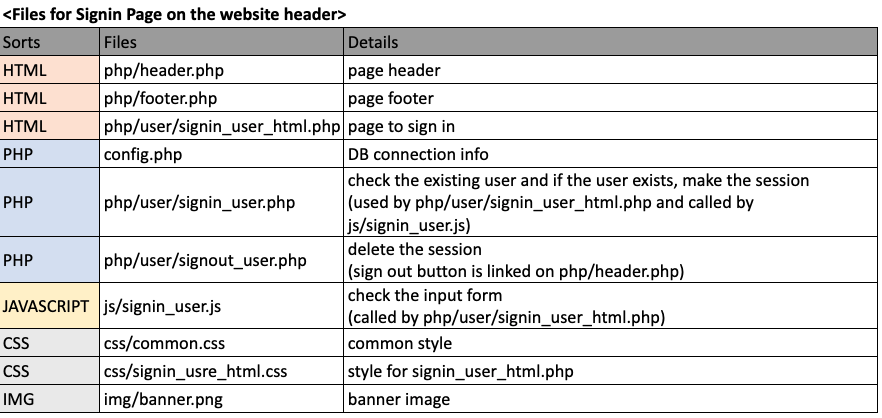 <Files for Signin Page on the website header>
Sorts Files Details
HTML php/header.php page header
HTML php/footer.php page footer
HTML php/user/signin_user_html.php page to sign in
PHP config.php DB connection info
PHP php/user/signin_user.php check the existing user and if the user exists, make the session
(used by php/user/signin_user_html.php and called by
js/signin_user.js)
PHP php/user/signout_user.php delete the session
(sign out button is linked on php/header.php)
JAVASCRIPT js/signin_user.js check the input form
(called by php/user/signin_user_html.php)
CSS css/common.css common style
CSS css/signin_usre_html.css style for signin_user_html.php
IMG img/banner.png banner image